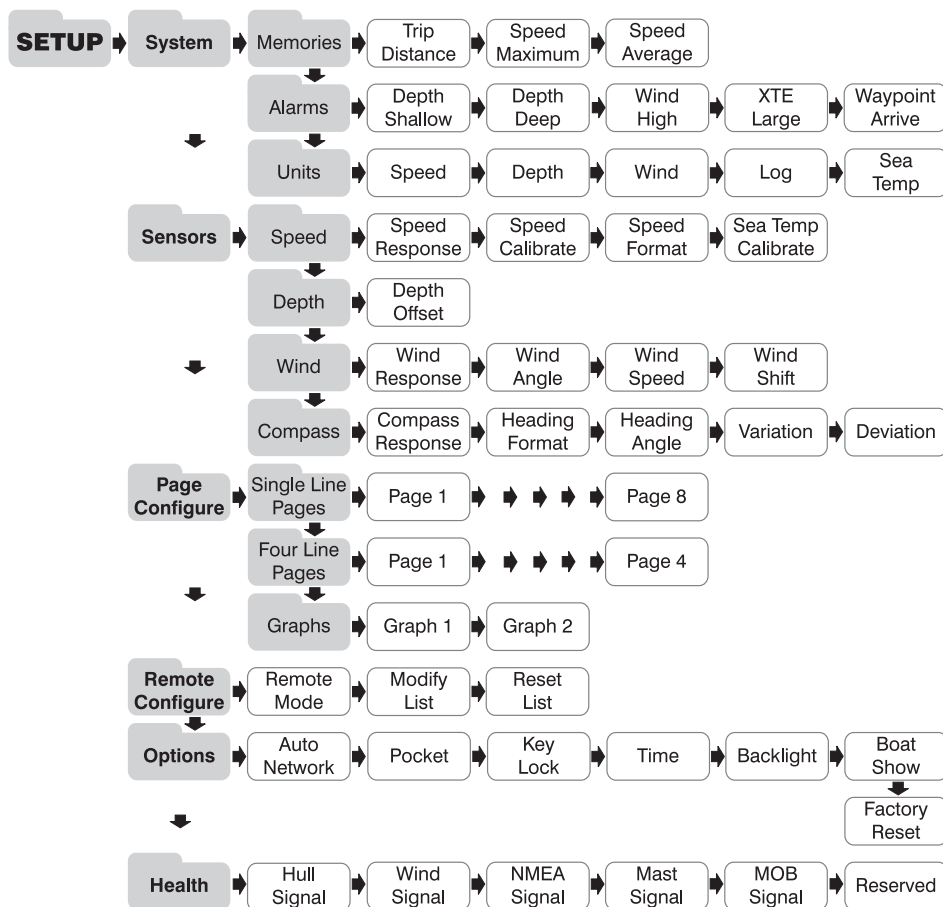 SETUP
System
Memories
Trip
Distance
Speed
Maximum
Speed
Average
Alarms
Depth
Shallow
Depth
Deep
Wind
High
XTE
Large
Waypoint
Arrive
Units
Speed
Depth
Wind
Log
Sea
Temp
Sensors
Speed
Speed
Response
Speed
Calibrate
Speed
Format
Sea Temp
Calibrate
Depth
Depth
Offset
Wind
Wind
Response
Wind
Angle
Wind
Speed
Wind
Shift
Compass
Compass
Response
Heading
Format
Heading
Angle
Variation
Deviation
Page
Configure
Single Line
Pages
Page 1
Page 8
Four Line
Pages
Page 1
Page 4
Graphs
Graph 1
Graph 2
Remote
Configure
Remote
Mode
Modify
List
Reset
List
Options
Auto
Network
Pocket
Key
Lock
Time
Backlight
Boat
Show
Factory
Reset
Health
Hull
Signal
Wind
Signal
NMEA
Signal
Mast
Signal
MOB
Signal
Reserved